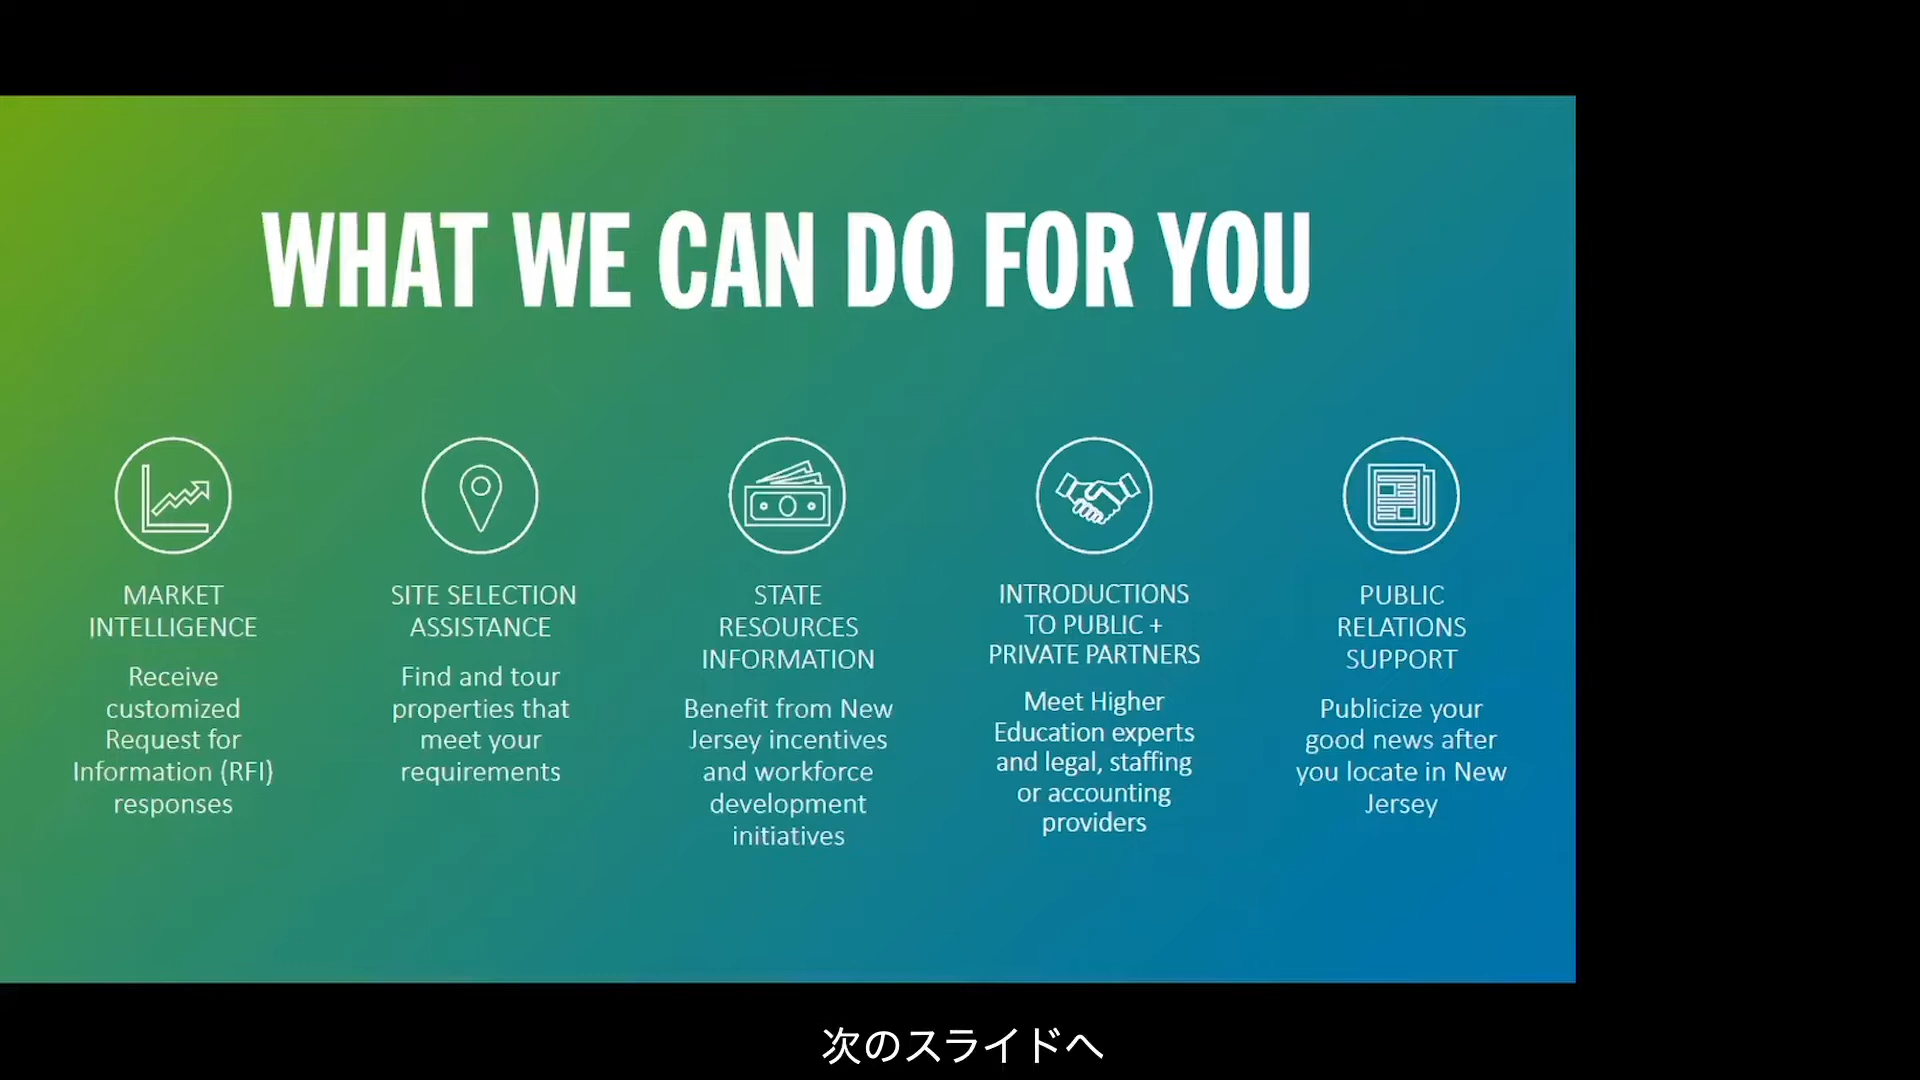 WHAT WE CAN DO FOR YOU
MARKET
INTELLIGENCE
Receive
customized
Request for
Information (RFI)
responses
SITE SELECTION
ASSISTANCE
Find and tour
properties that
meet your
requirements
STATE
RESOURCES
INFORMATION
Benefit from New
Jersey incentives
and workforce
development
initiatives
INTRODUCTIONS
TO PUBLIC +
PRIVATE PARTNERS
Meet Higher
Education experts
and legal, staffing
or accounting
providers
PUBLIC
RELATIONS
SUPPORT
Publicize your
good news after
you locate in New
Jersey
次のスライドへ